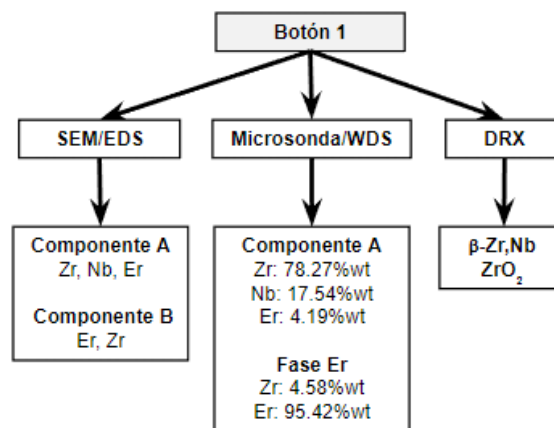 Botón 1
SEM/EDS
Microsonda/WDS
DRX
Componente A
Zr, Nb, Er
Componente B
Er, Zr
Componente A
Zr: 78.27%wt
Nb: 17.54%wt
Er: 4.19%wt
Fase Er
Zr: 4.58%wt
Er: 95.42%wt
β-Zr,Nb
ZrO₂